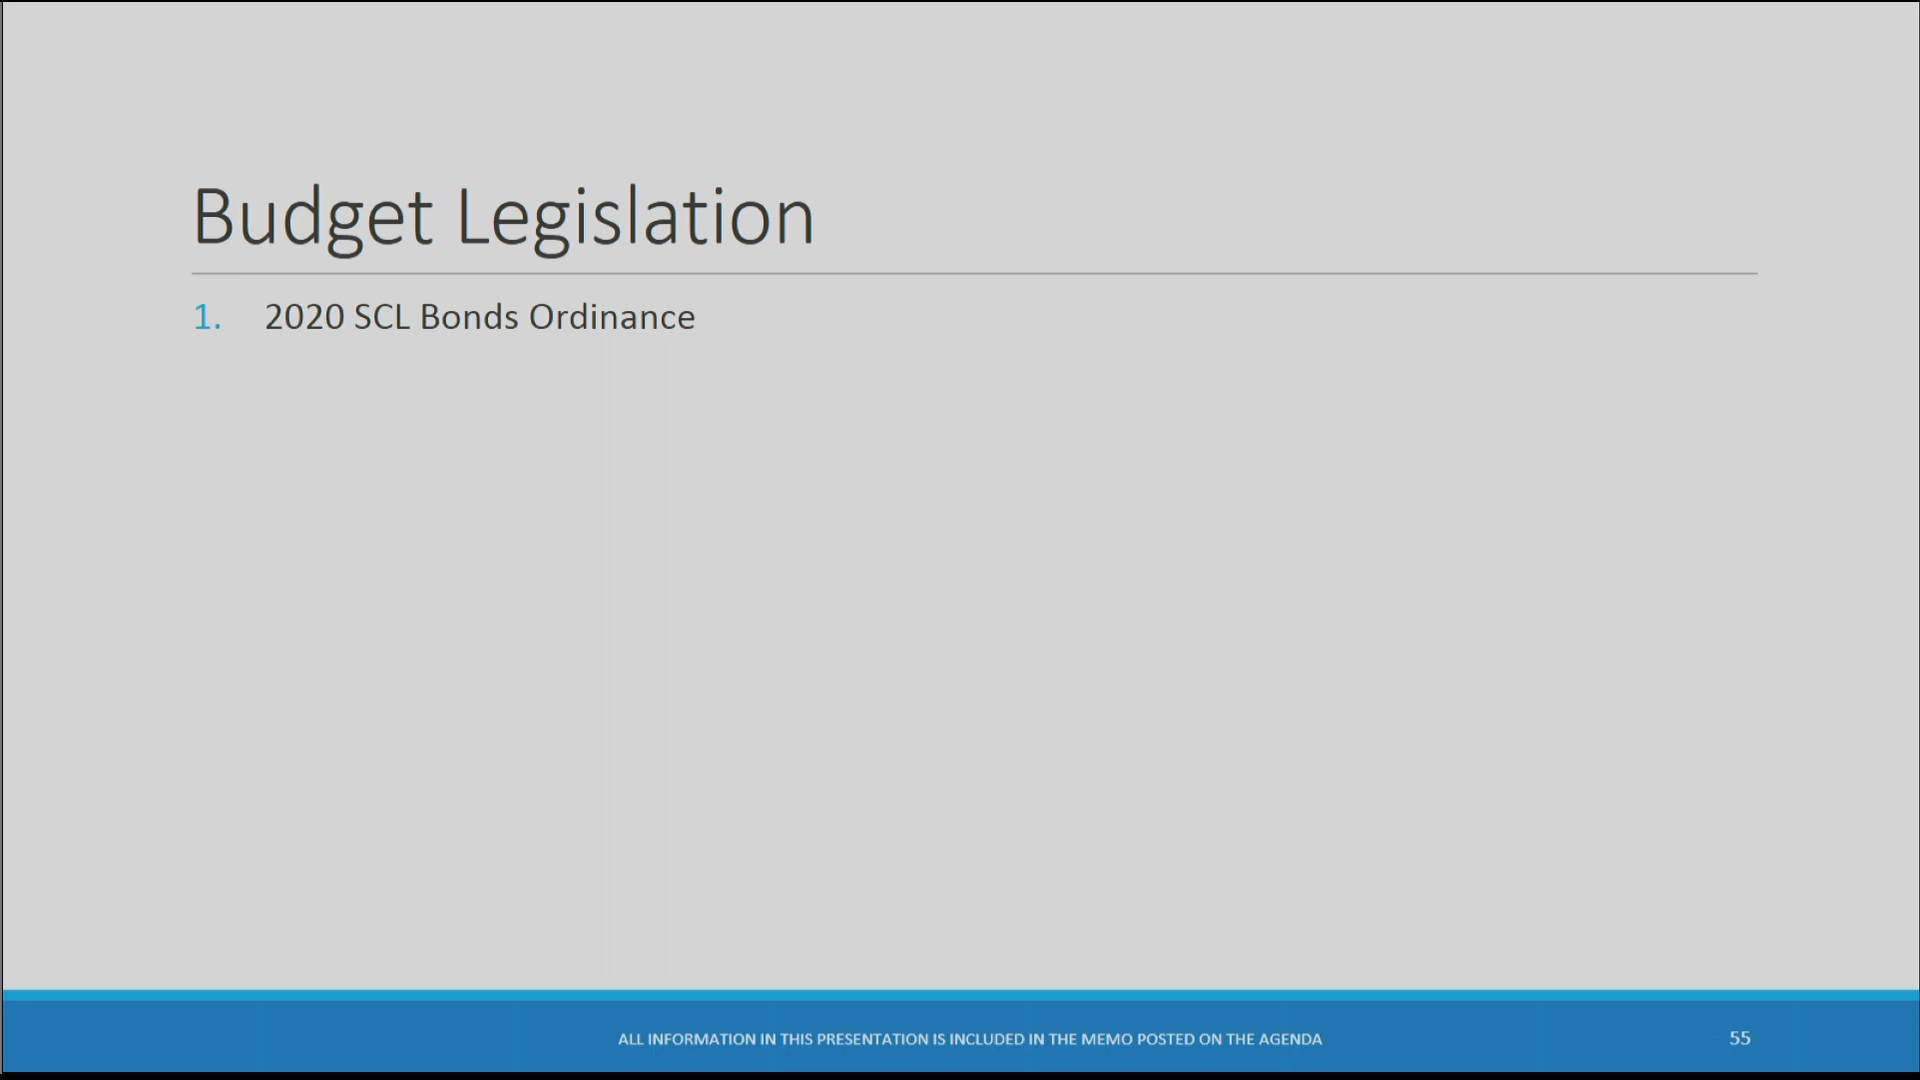 Budget Legislation
1. 2020 SCL Bonds Ordinance
ALL INFORMATION IN THIS PRESENTATION IS INCLUDED IN THE MEMO POSTED ON THE AGENDA
55